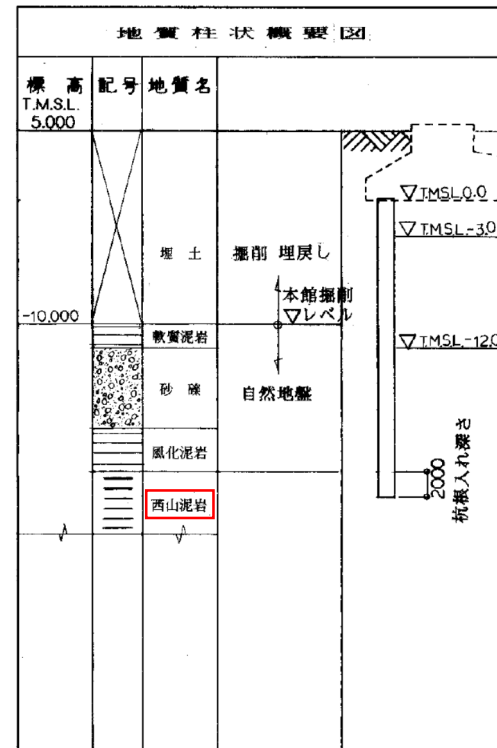 地質柱状概要図
標高
T.M.S.L.
5.000
記号
地質名
▽T.M.S.L.0.0
▽T.M.S.L.-3.0
埋土
掘削 埋戻し
本館掘削
▽レベル
-10.000
軟質泥岩
▽T.M.S.L.-12.0
砂礫
自然地盤
風化泥岩
西山泥岩
2000
杭根入れ深さ